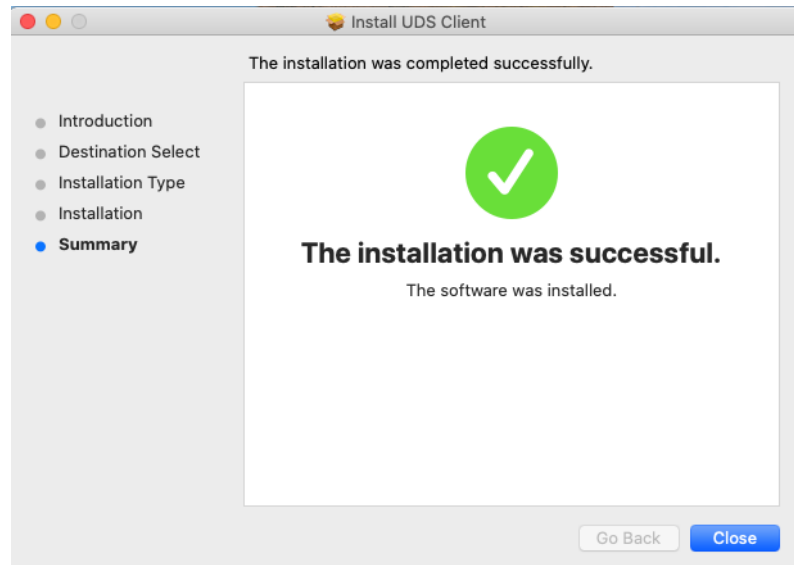 Install UDS Client
The installation was completed successfully.
Introduction
Destination Select
Installation Type
Installation
Summary
The installation was successful.
The software was installed.
Go Back
Close